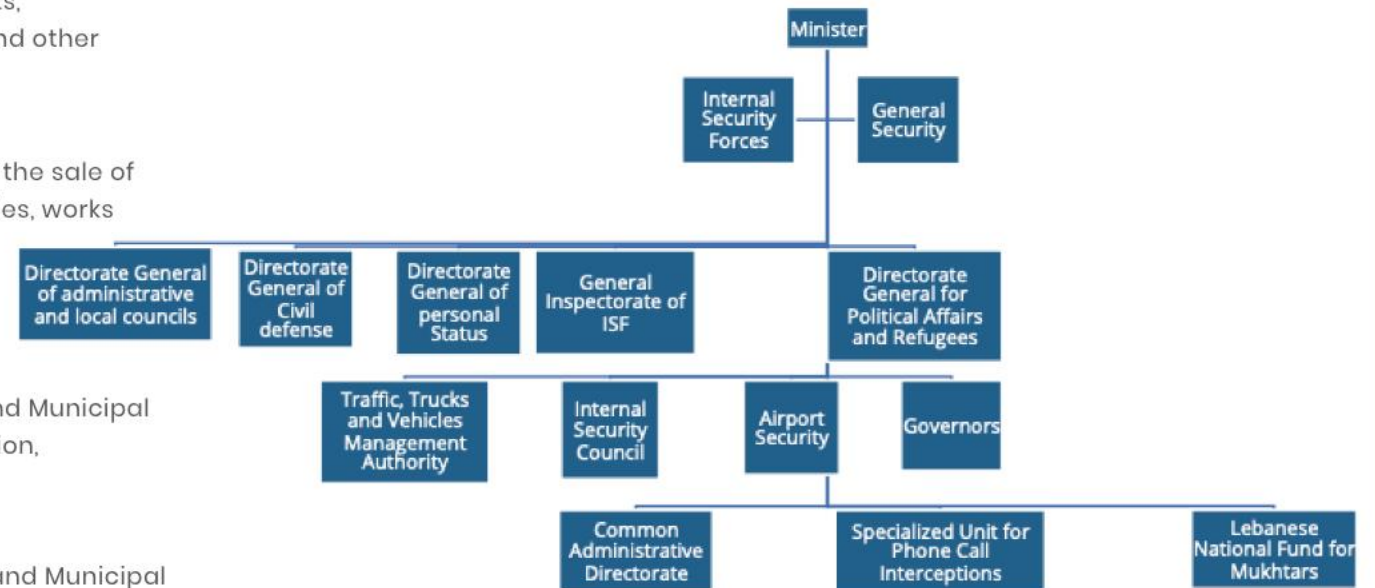 nd other
the sale of
es, works
nd Municipal
ion,
and Municipal
Minister
Internal
Security
Forces
General
Security
Directorate General
of administrative
and local councils
Directorate
General of
Civil
defense
Directorate
General of
personal
Status
General
Inspectorate of
ISF
Directorate
General for
Political Affairs
and Refugees
Traffic, Trucks
and Vehicles
Management
Authority
Internal
Security
Council
Airport
Security
Governors
Common
Administrative
Directorate
Specialized Unit for
Phone Call
Interceptions
Lebanese
National Fund for
Mukhtars